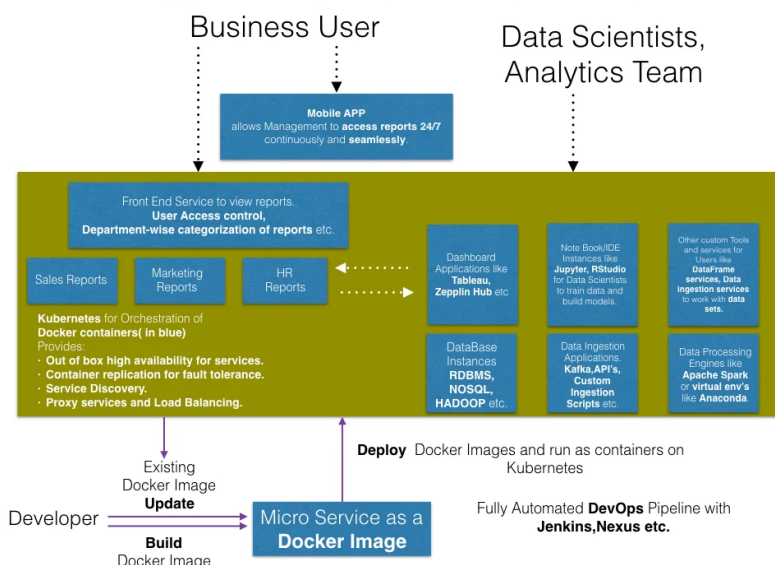 Business User
Data Scientists,
Analytics Team
Mobile APP
allows Management to access reports 24/7
continuously and seamlessly.
Front End Service to view reports.
User Access control,
Department-wise categorization of reports etc.
Sales Reports
Marketing
Reports
HR
Reports
Dashboard
Applications like
Tableau,
Zepplin Hub etc
Note Book/IDE
Instances like
Jupyter, RStudio
for Data Scientists
to train data and
build models.
Other custom Tools
and services for
Users like
DataFrame
services, Data
ingestion services
to work with data
sets.
Kubernetes for Orchestration of
Docker containers( in blue)
Provides:
· Out of box high availability for services.
· Container replication for fault tolerance.
· Service Discovery.
· Proxy services and Load Balancing.
DataBase
Instances
RDBMS,
NOSQL,
HADOOP etc.
Data Ingestion
Applications.
Kafka,API's,
Custom
Ingestion
Scripts etc.
Data Processing
Engines like
Apache Spark
or virtual env's
like Anaconda.
Deploy Docker Images and run as containers on
Kubernetes
Existing
Docker Image
Update
Developer
Build
Docker Image
Micro Service as a
Docker Image
Fully Automated DevOps Pipeline with
Jenkins,Nexus etc.